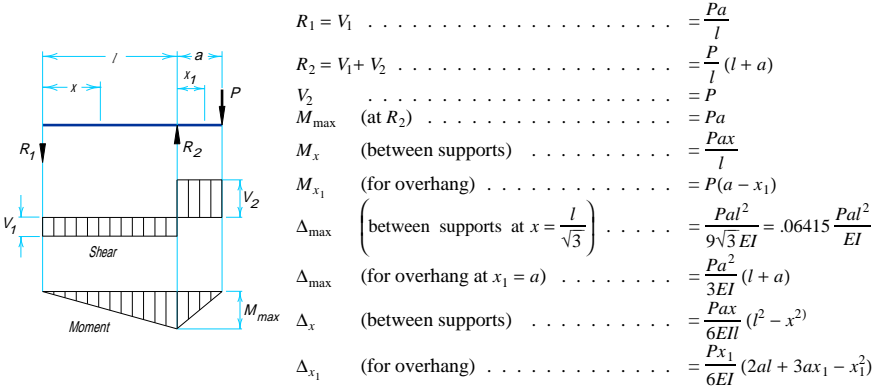 l
a
x
x1
P
R1
R2
V1
V2
Shear
Moment
Mmax
R₁ = V₁ . . . . . . . . . . . . . . . . . . . . . . . = Pa/l
R₂ = V₁+ V₂ . . . . . . . . . . . . . . . . . . . . . = P/l (l + a)
V₂ . . . . . . . . . . . . . . . . . . . . . = P
Mmax (at R₂) . . . . . . . . . . . . . . . . . = Pa
Mₓ (between supports) . . . . . . . . . . = Pax/l
Mₓ₁ (for overhang) . . . . . . . . . . . . . = P(a − x₁)
Δmax (between supports at x = l/√3) . . . . . = Pal²/9√3 EI = .06415 Pal²/EI
Δmax (for overhang at x₁ = a) . . . . . . . . = Pa²/3EI (l + a)
Δₓ (between supports) . . . . . . . . . . = Pax/6EIl (l² − x²⁾
Δₓ₁ (for overhang) . . . . . . . . . . . . . = Px₁/6EI (2al + 3ax₁ − x₁²)